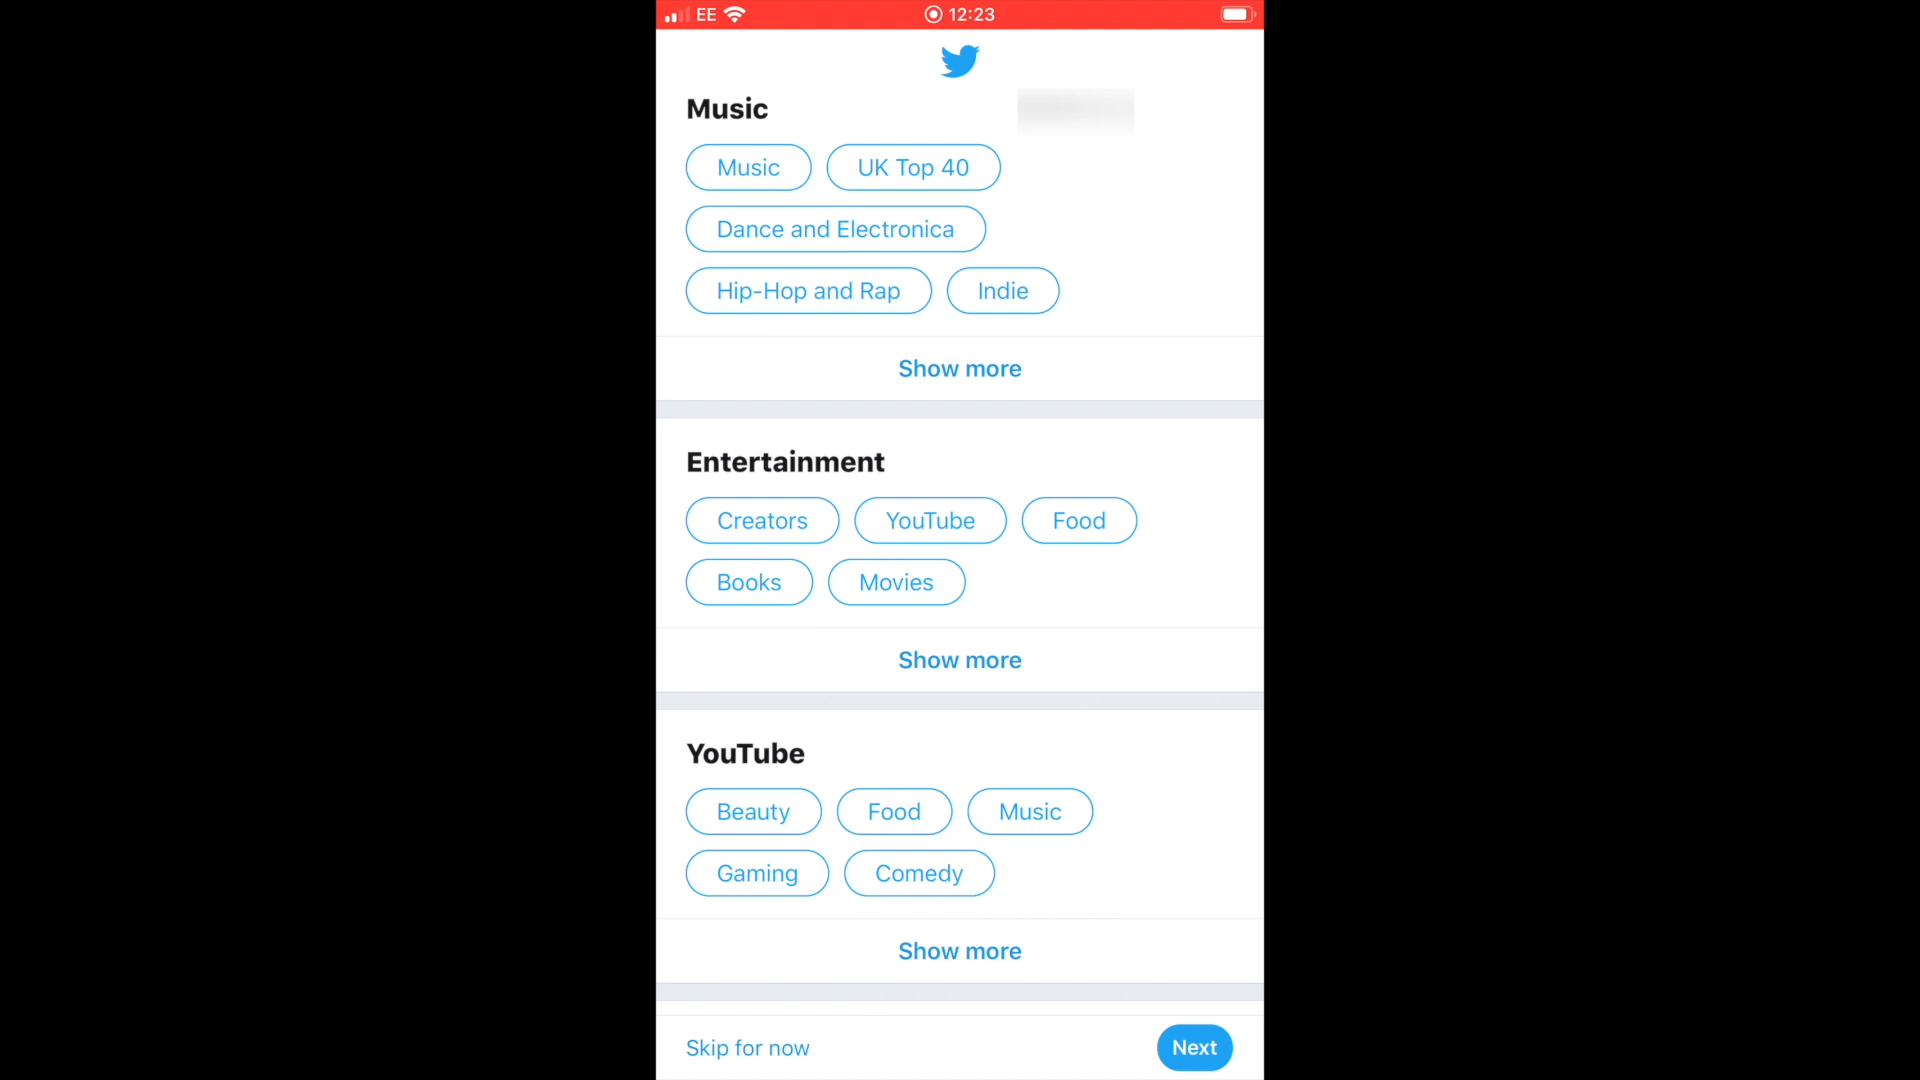 EE 12:23
Music
Music UK Top 40
Dance and Electronica
Hip-Hop and Rap Indie
Show more
Entertainment
Creators YouTube Food
Books Movies
Show more
YouTube
Beauty Food Music
Gaming Comedy
Show more
Skip for now Next